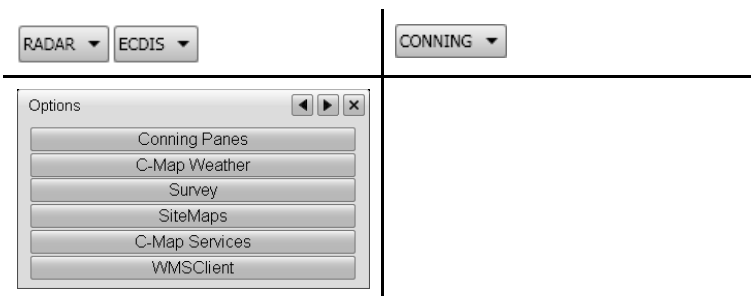 RADAR ECDIS CONNING
Options
Conning Panes
C-Map Weather
Survey
SiteMaps
C-Map Services
WMSClient